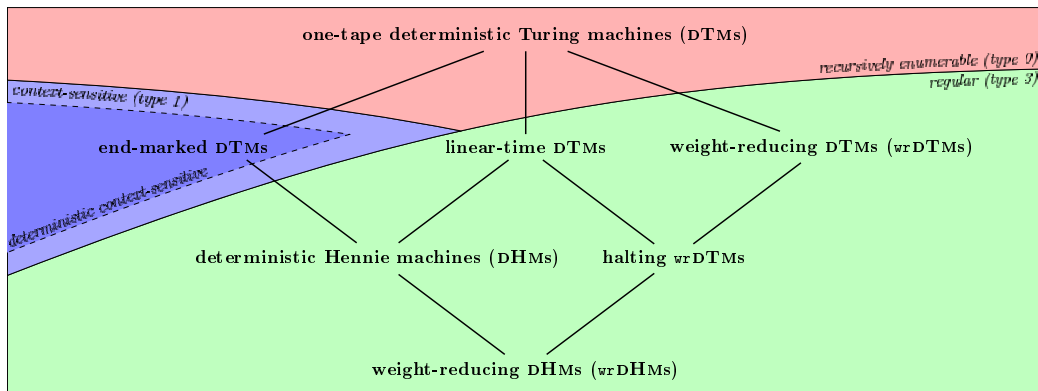 one-tape deterministic Turing machines (DTMs)
recursively enumerable (type 0)
regular (type 3)
context-sensitive (type 1)
end-marked DTMs
linear-time DTMs
weight-reducing DTMs (wrDTMs)
deterministic context-sensitive
deterministic Hennie machines (DHMs)
halting wrDTMs
weight-reducing DHMs (wrDHMs)